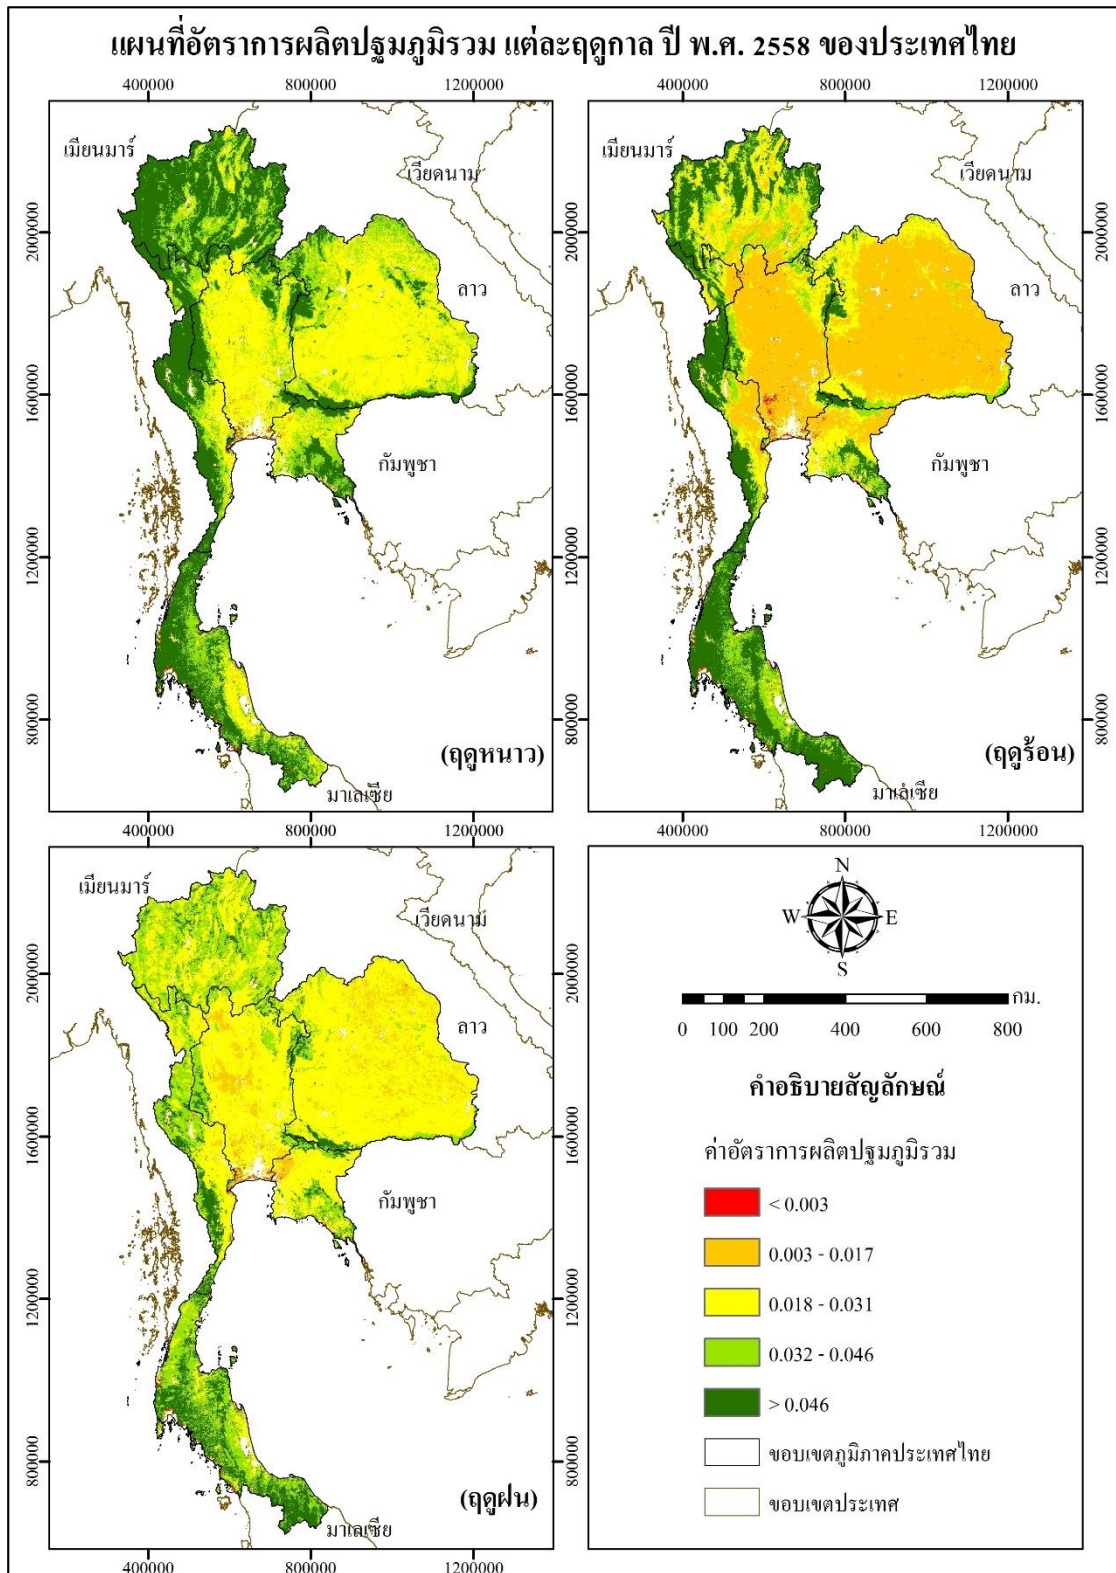 แผนที่อัตราการผลิตปฐมภูมิรวม แต่ละฤดูกาล ปี พ.ศ. 2558 ของประเทศไทย
400000 800000 1200000
400000 800000 1200000
เมียนมาร์
เวียดนาม
ลาว
กัมพูชา
มาเลเซีย
(ฤดูหนาว)
2000000
1600000
1200000
800000
เมียนมาร์
เวียดนาม
ลาว
กัมพูชา
มาเลเซีย
(ฤดูร้อน)
2000000
1600000
1200000
800000
400000 800000 1200000
400000 800000 1200000
เมียนมาร์
เวียดนาม
ลาว
กัมพูชา
มาเลเซีย
(ฤดูฝน)
2000000
1600000
1200000
800000
2000000
1600000
1200000
800000
400000 800000 1200000
N
W E
S
กม.
0 100 200 400 600 800
คำอธิบายสัญลักษณ์
ค่าอัตราการผลิตปฐมภูมิรวม
< 0.003
0.003 - 0.017
0.018 - 0.031
0.032 - 0.046
> 0.046
ขอบเขตภูมิภาคประเทศไทย
ขอบเขตประเทศ